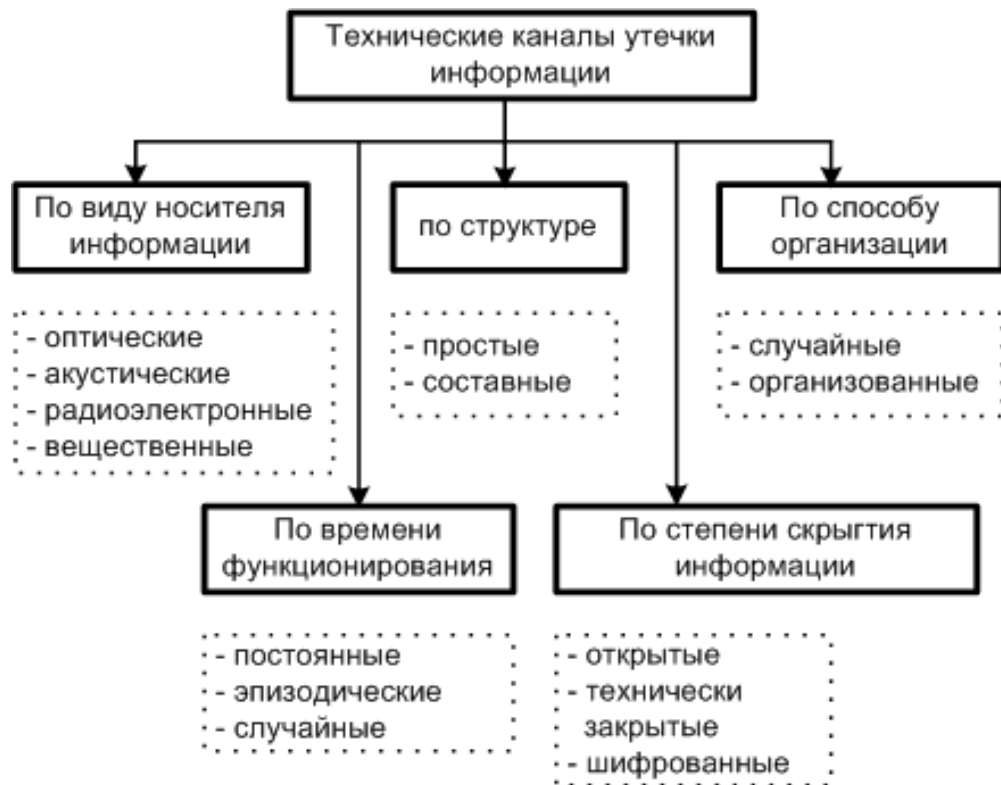 Технические каналы утечки
информации
По виду носителя
информации
по структуре
По способу
организации
- оптические
- акустические
- радиоэлектронные
- вещественные
- простые
- составные
- случайные
- организованные
По времени
функционирования
По степени скрыгтия
информации
- постоянные
- эпизодические
- случайные
- открытые
- технически
закрытые
- шифрованные